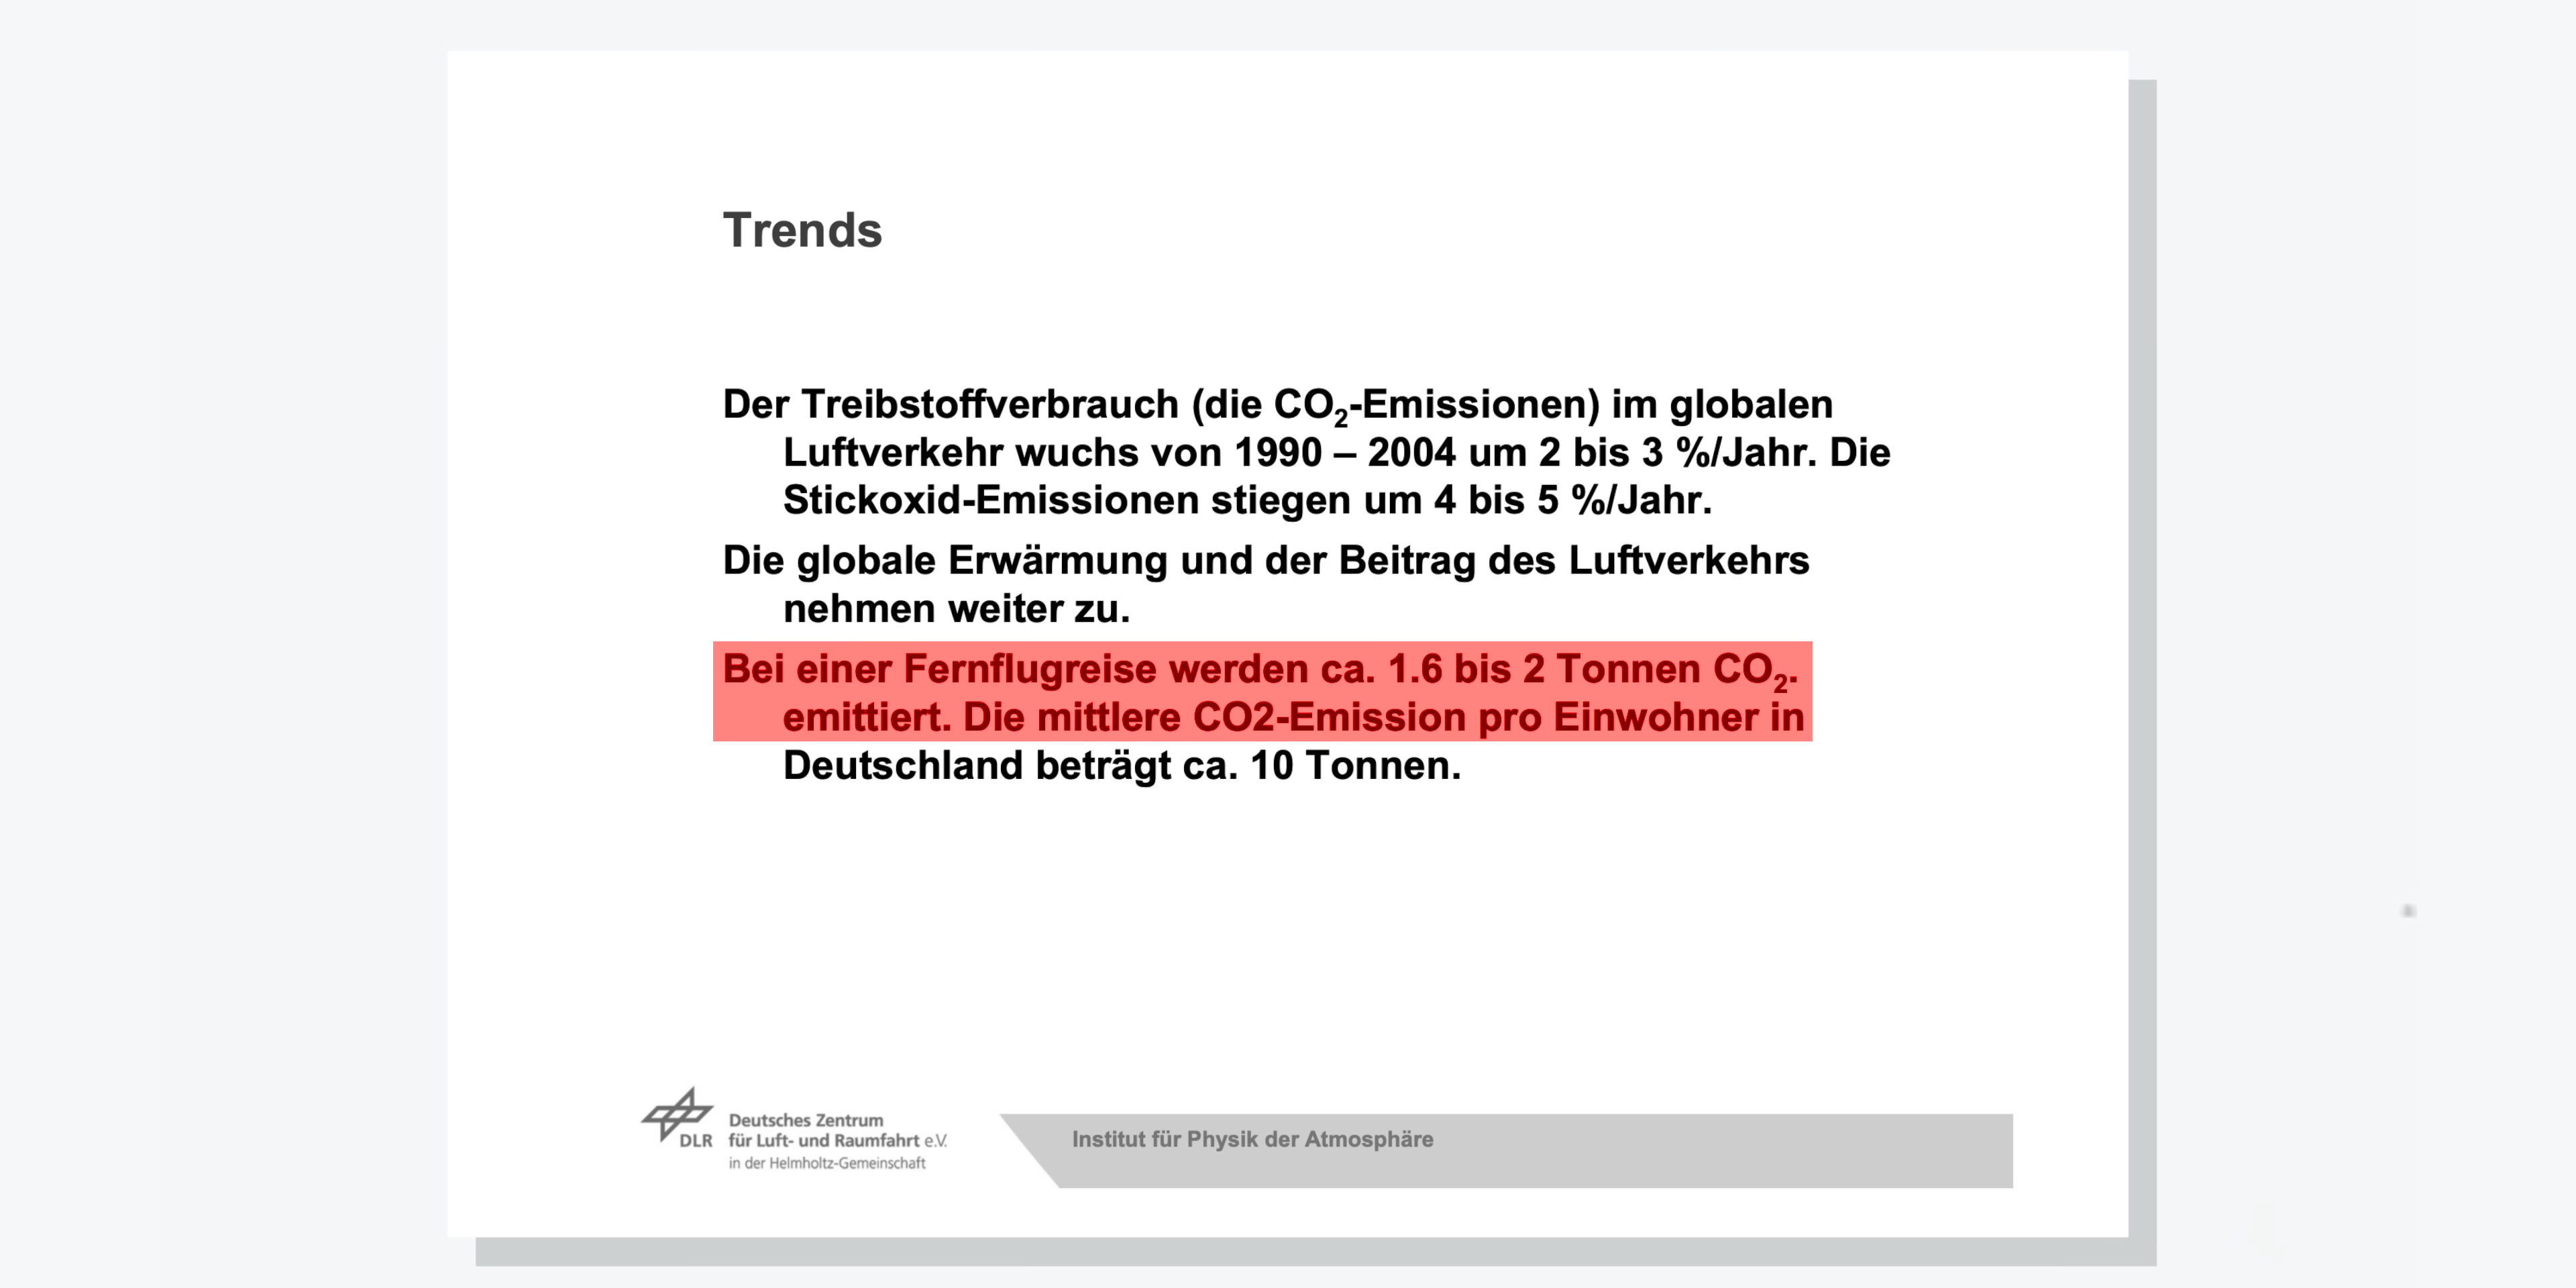 Trends
Der Treibstoffverbrauch (die CO₂-Emissionen) im globalen
Luftverkehr wuchs von 1990 – 2004 um 2 bis 3 %/Jahr. Die
Stickoxid-Emissionen stiegen um 4 bis 5 %/Jahr.
Die globale Erwärmung und der Beitrag des Luftverkehrs
nehmen weiter zu.
Bei einer Fernflugreise werden ca. 1.6 bis 2 Tonnen CO₂.
emittiert. Die mittlere CO2-Emission pro Einwohner in
Deutschland beträgt ca. 10 Tonnen.
DLR
Deutsches Zentrum
für Luft- und Raumfahrt e.V.
in der Helmholtz-Gemeinschaft
Institut für Physik der Atmosphäre